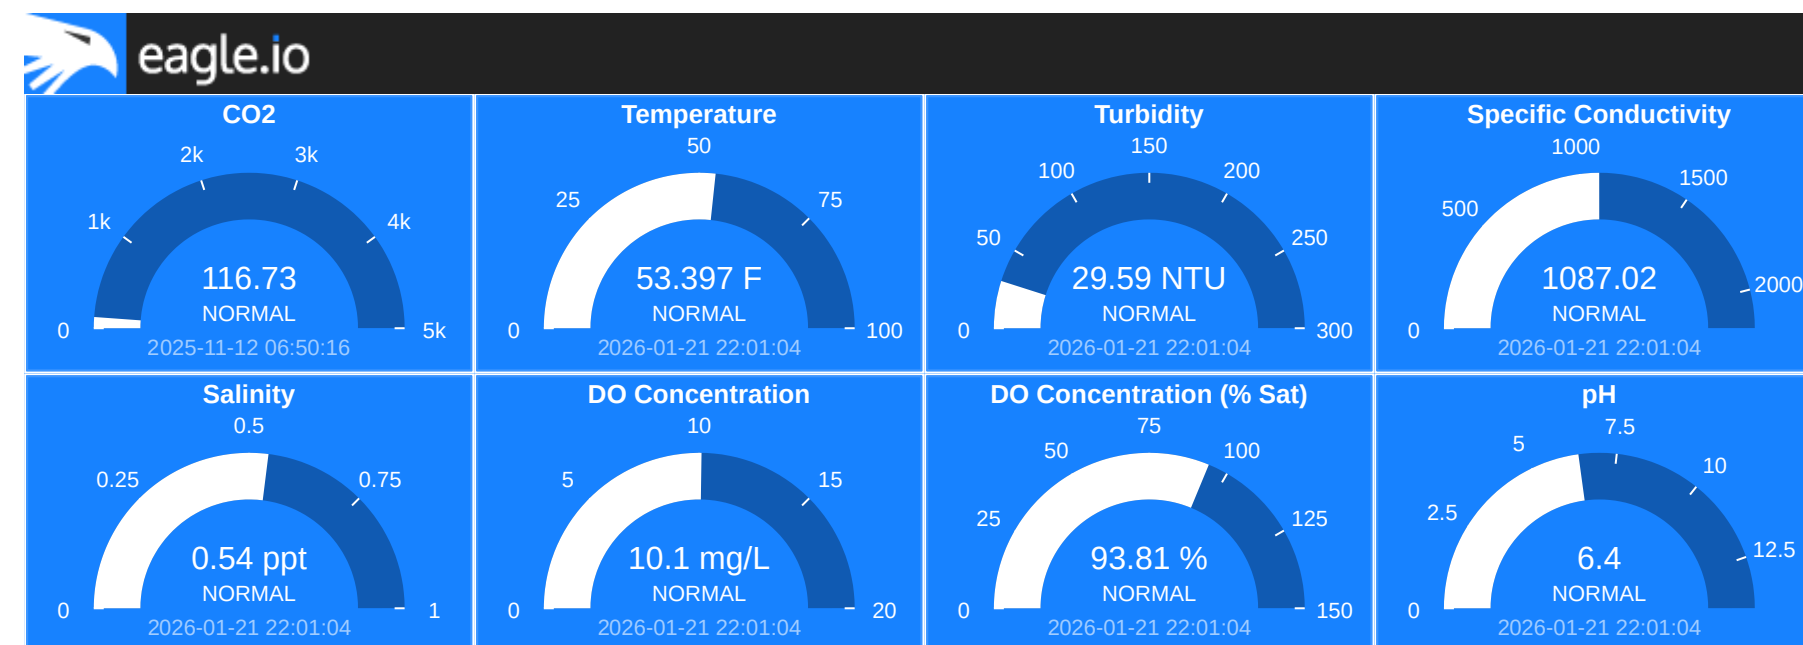 eagle.io
CO2
2k 3k
1k 4k
116.73
NORMAL
0 5k
2025-11-12 06:50:16
Temperature
50
25 75
53.397 F
NORMAL
0 100
2026-01-21 22:01:04
Turbidity
150
100 200
50 250
29.59 NTU
NORMAL
0 300
2026-01-21 22:01:04
Specific Conductivity
1000
1500
500
1087.02
2000
NORMAL
0
2026-01-21 22:01:04
Salinity
0.5
0.25 0.75
0.54 ppt
NORMAL
0 1
2026-01-21 22:01:04
DO Concentration
10
5 15
10.1 mg/L
NORMAL
0 20
2026-01-21 22:01:04
DO Concentration (% Sat)
75
50 100
25 125
93.81 %
NORMAL
0 150
2026-01-21 22:01:04
pH
7.5
5
10
2.5
12.5
6.4
NORMAL
0
2026-01-21 22:01:04